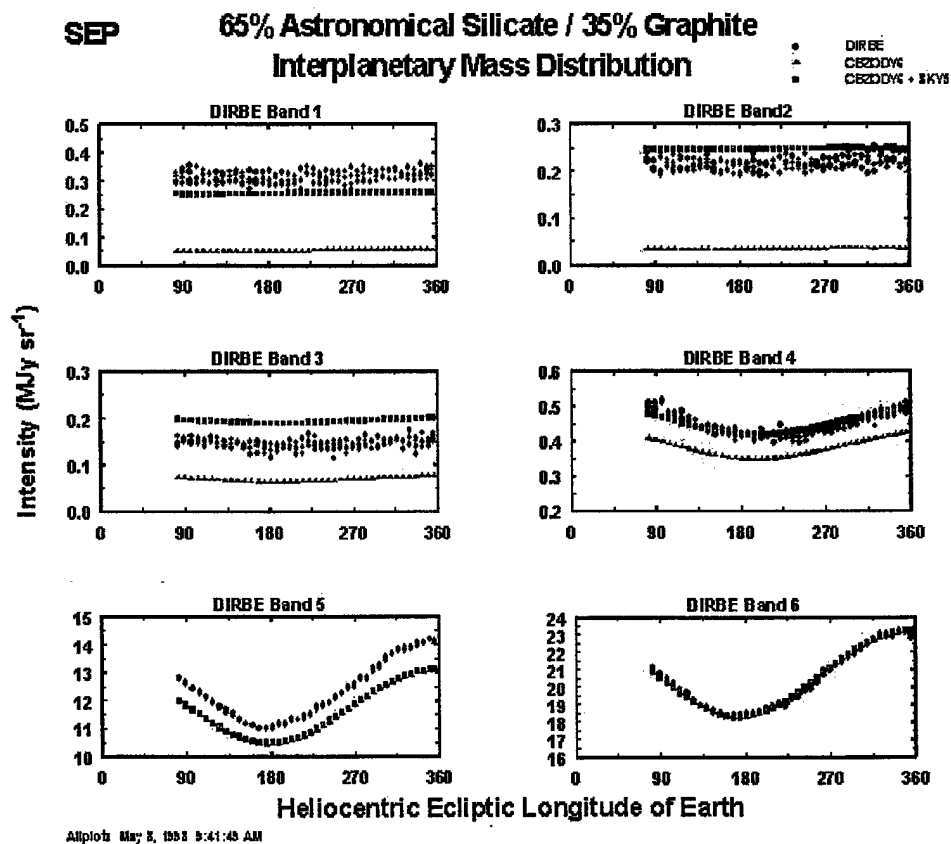 SEP
65% Astronomical Silicate / 35% Graphite
Interplanetary Mass Distribution
DIRBE
DIRBE Band 1
0.5
0.4
0.3
0.2
0.1
0.0
0 90 180 270 360
DIRBE Band2
0.3
0.2
0.1
0.0
0 90 180 270 360
DIRBE Band 3
0.3
0.2
0.1
0.0
0 90 180 270 360
DIRBE Band 4
0.6
0.5
0.4
0.3
0.2
0 90 180 270 360
Intensity (MJy sr-1)
DIRBE Band 5
15
14
13
12
11
10
0 90 180 270 360
DIRBE Band 6
24
23
22
21
20
19
18
17
16
0 90 180 270 360
Heliocentric Ecliptic Longitude of Earth
May
AM